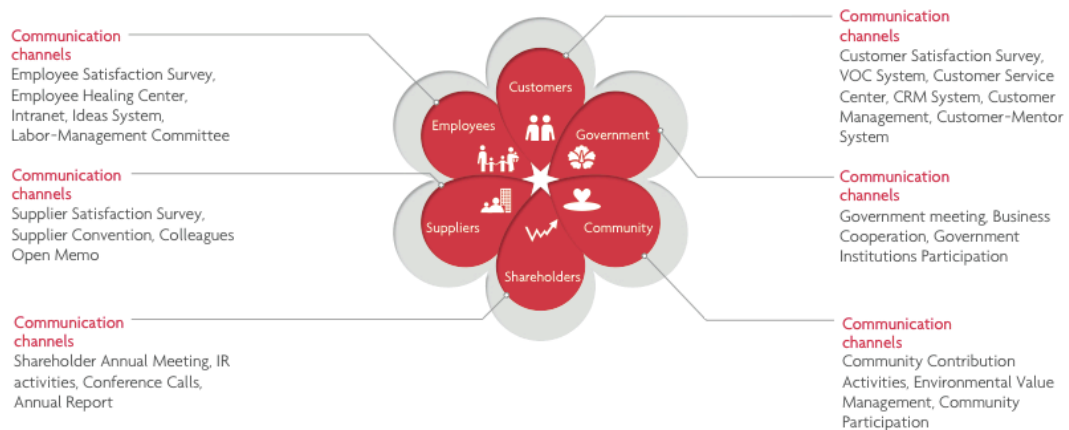 Communication
channels
Employee Satisfaction Survey,
Employee Healing Center,
Intranet, Ideas System,
Labor-Management Committee
Communication
channels
Supplier Satisfaction Survey,
Supplier Convention, Colleagues
Open Memo
Communication
channels
Shareholder Annual Meeting, IR
activities, Conference Calls,
Annual Report
Customers
Employees
Government
Suppliers
Community
Shareholders
Communication
channels
Customer Satisfaction Survey,
VOC System, Customer Service
Center, CRM System, Customer
Management, Customer-Mentor
System
Communication
channels
Government meeting, Business
Cooperation, Government
Institutions Participation
Communication
channels
Community Contribution
Activities, Environmental Value
Management, Community
Participation